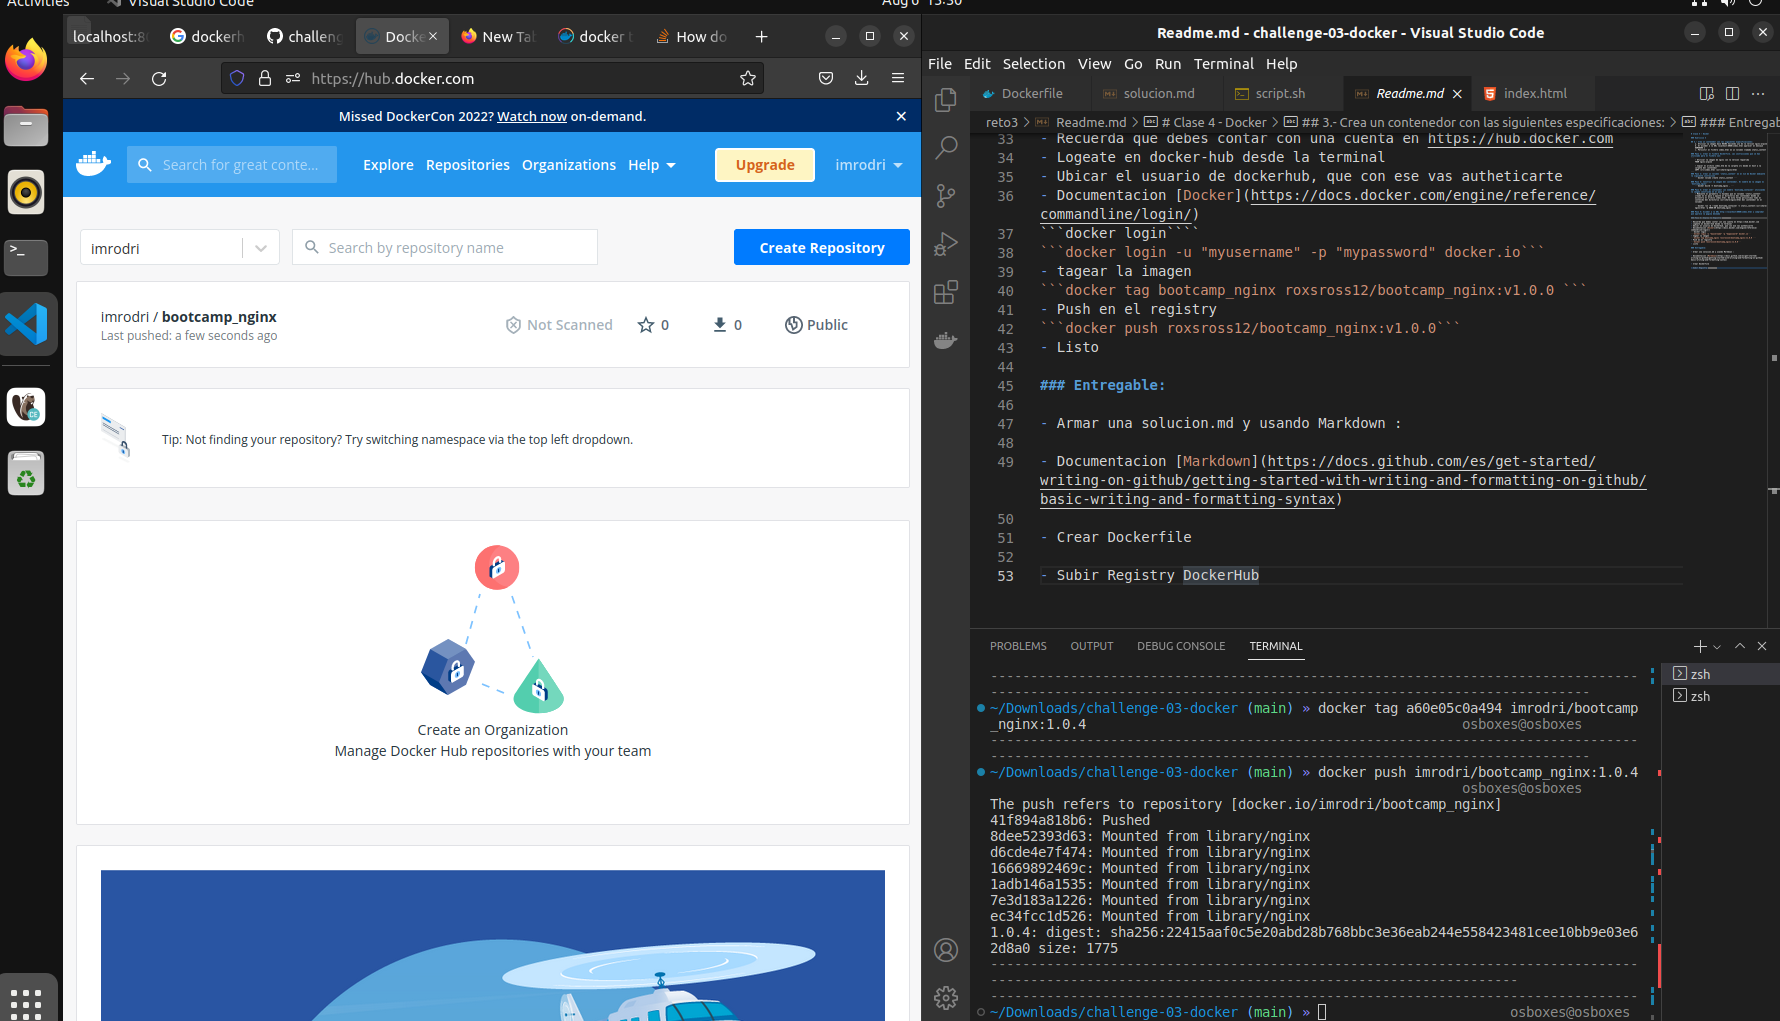 Activities
Visual Studio Code
Aug 6 13:30
localhost:8
dockerh
challeng
Docke
New Ta
docker t
How do
https://hub.docker.com
Missed DockerCon 2022? Watch now on-demand.
Search for great conte...
Explore
Repositories
Organizations
Help
Upgrade
imrodri
imrodri
Search by repository name
Create Repository
imrodri / bootcamp_nginx
Last pushed: a few seconds ago
Not Scanned
0
0
Public
Tip: Not finding your repository? Try switching namespace via the top left dropdown.
Create an Organization
Manage Docker Hub repositories with your team
Readme.md - challenge-03-docker - Visual Studio Code
File Edit Selection View Go Run Terminal Help
Dockerfile
solucion.md
script.sh
Readme.md
index.html
reto3 > Readme.md > # Clase 4 - Docker > ## 3.- Crea un contenedor con las siguientes especificaciones: > ### Entregab
33 - Recuerda que debes contar con una cuenta en https://hub.docker.com
34 - Logeate en docker-hub desde la terminal
35 - Ubicar el usuario de dockerhub, que con ese vas autheticarte
36 - Documentacion [Docker](https://docs.docker.com/engine/reference/
commandline/login/)
37 ```docker login````
38 ```docker login -u "myusername" -p "mypassword" docker.io```
39 - tagear la imagen
40 ```docker tag bootcamp_nginx roxsross12/bootcamp_nginx:v1.0.0 ```
41 - Push en el registry
42 ```docker push roxsross12/bootcamp_nginx:v1.0.0```
43 - Listo
44
45 ### Entregable:
46
47 - Armar una solucion.md y usando Markdown :
48
49 - Documentacion [Markdown](https://docs.github.com/es/get-started/
writing-on-github/getting-started-with-writing-and-formatting-on-github/
basic-writing-and-formatting-syntax)
50
51 - Crear Dockerfile
52
53 - Subir Registry DockerHub
PROBLEMS OUTPUT DEBUG CONSOLE TERMINAL
zsh
zsh
~/Downloads/challenge-03-docker (main) » docker tag a60e05c0a494 imrodri/bootcamp
_nginx:1.0.4 osboxes@osboxes
~/Downloads/challenge-03-docker (main) » docker push imrodri/bootcamp_nginx:1.0.4
osboxes@osboxes
The push refers to repository [docker.io/imrodri/bootcamp_nginx]
41f894a818b6: Pushed
8dee52393d63: Mounted from library/nginx
d6cde4e7f474: Mounted from library/nginx
16669892469c: Mounted from library/nginx
1adb146a1535: Mounted from library/nginx
7e3d183a1226: Mounted from library/nginx
ec34fcc1d526: Mounted from library/nginx
1.0.4: digest: sha256:22415aaf0c5e20abd28b768bbc3e36eab244e558423481cee10bb9e03e6
2d8a0 size: 1775
~/Downloads/challenge-03-docker (main) » osboxes@osboxes